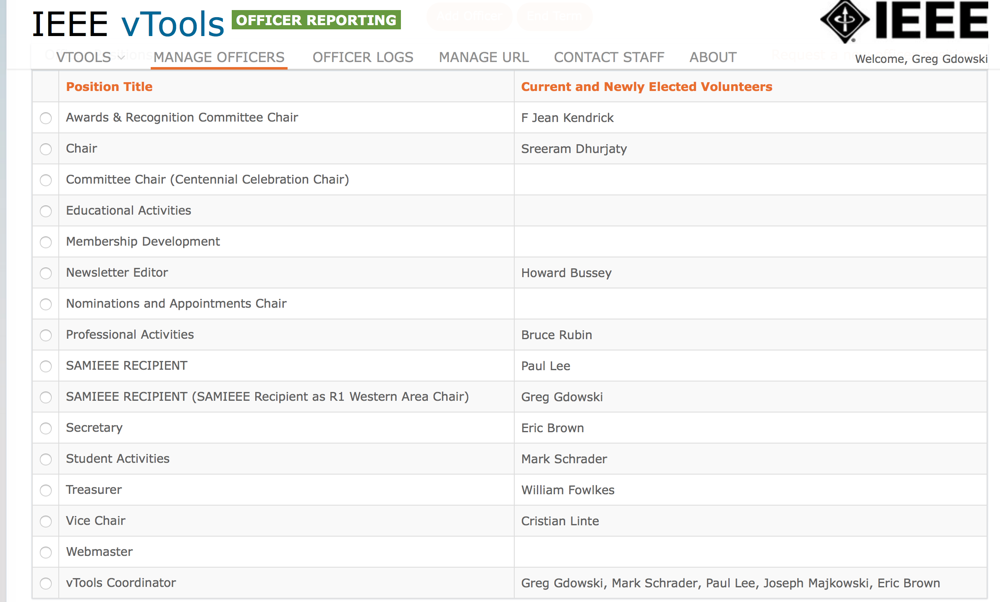 IEEE vTools OFFICER REPORTING Add Officer End Term IEEE
VTOOLS MANAGE OFFICERS OFFICER LOGS MANAGE URL CONTACT STAFF ABOUT Welcome, Greg Gdowski
Position Title Current and Newly Elected Volunteers
Awards & Recognition Committee Chair F Jean Kendrick
Chair Sreeram Dhurjaty
Committee Chair (Centennial Celebration Chair)
Educational Activities
Membership Development
Newsletter Editor Howard Bussey
Nominations and Appointments Chair
Professional Activities Bruce Rubin
SAMIEEE RECIPIENT Paul Lee
SAMIEEE RECIPIENT (SAMIEEE Recipient as R1 Western Area Chair) Greg Gdowski
Secretary Eric Brown
Student Activities Mark Schrader
Treasurer William Fowlkes
Vice Chair Cristian Linte
Webmaster
vTools Coordinator Greg Gdowski, Mark Schrader, Paul Lee, Joseph Majkowski, Eric Brown